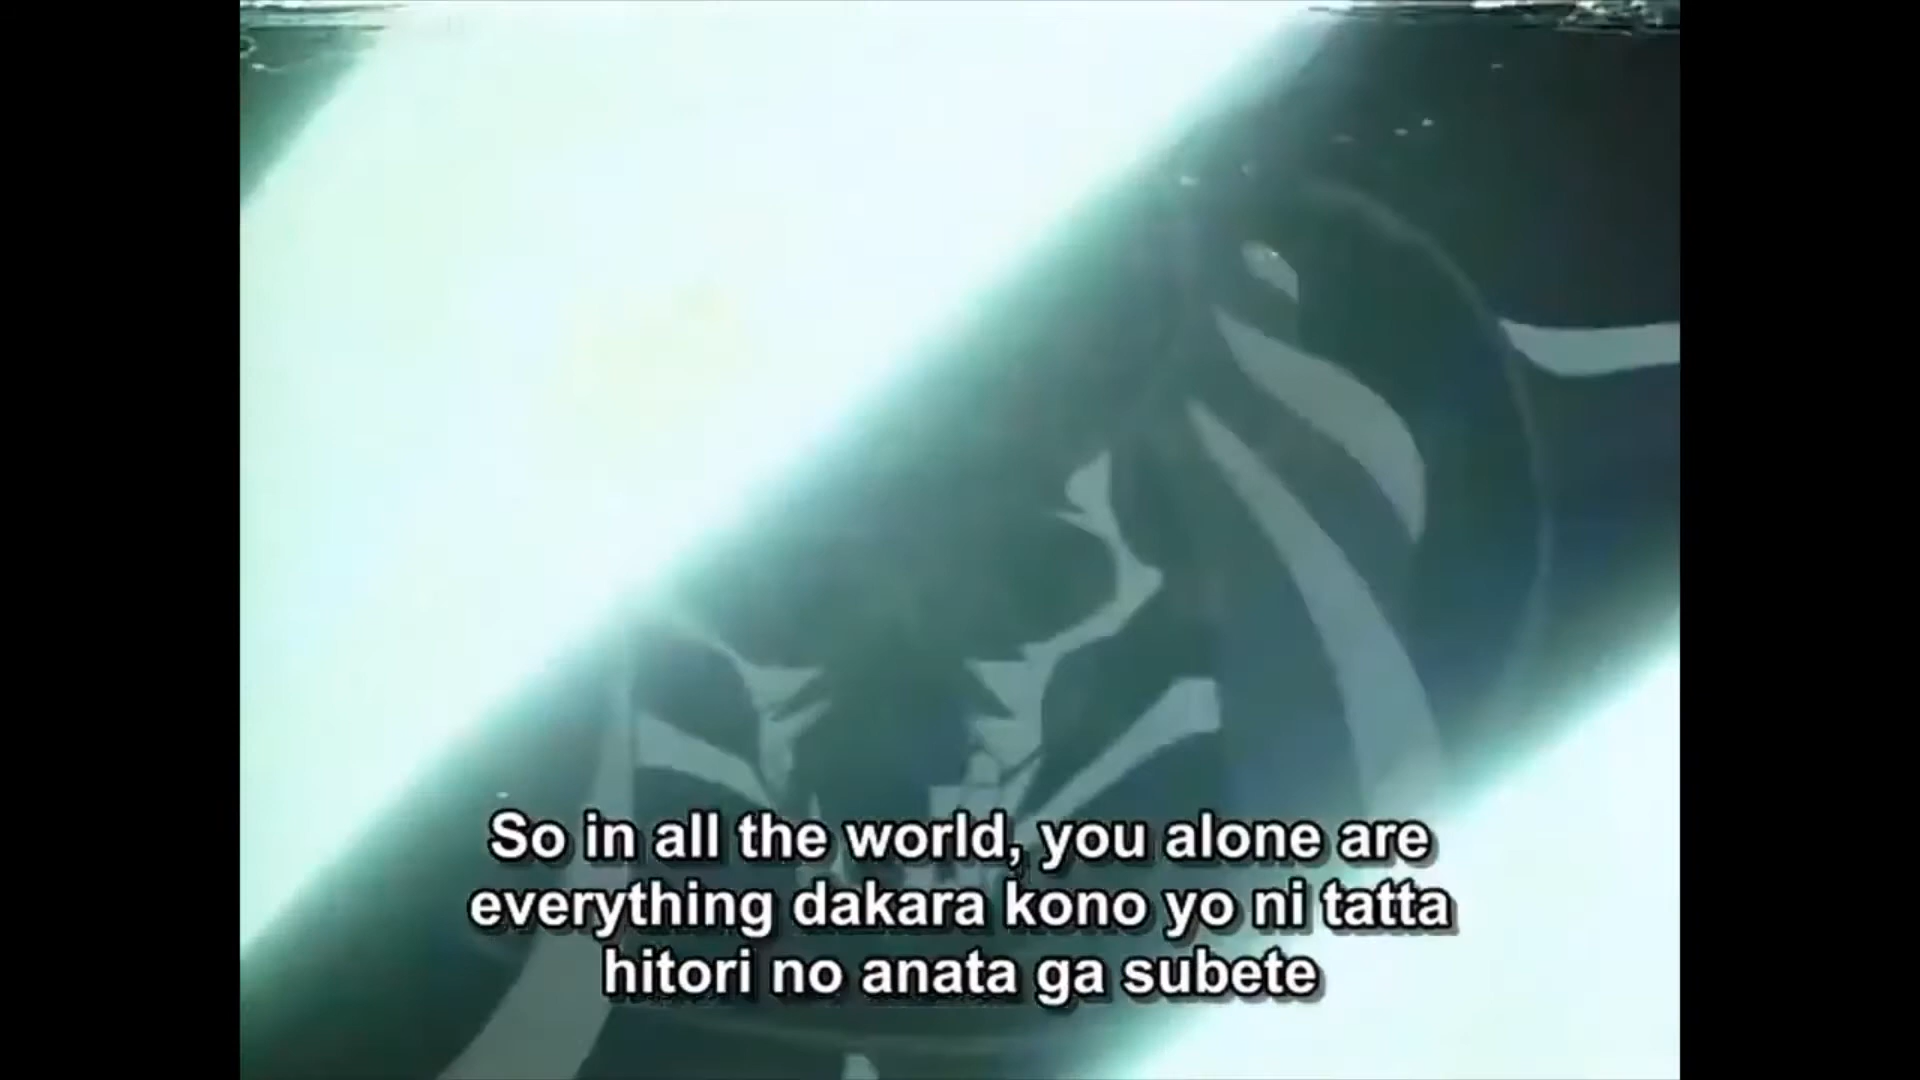 So in all the world, you alone are
everything dakara kono yo ni tatta
hitori no anata ga subete